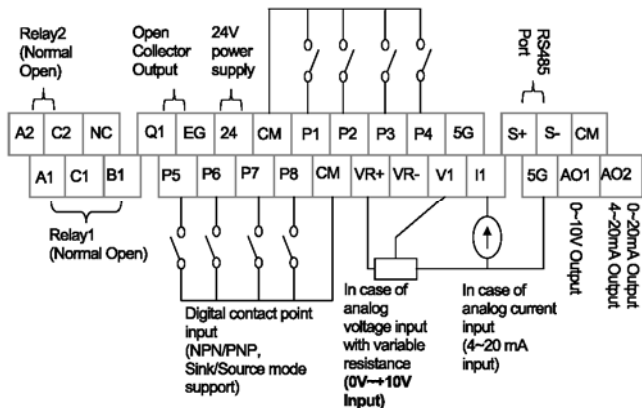 Relay2
(Normal
Open)
Open
Collector
Output
24V
power
supply
RS485
Port
A2 C2 NC Q1 EG 24 CM P1 P2 P3 P4 5G S+ S- CM
A1 C1 B1 P5 P6 P7 P8 CM VR+ VR- V1 I1 5G AO1 AO2
Relay1
(Normal Open)
Digital contact point
input
(NPN/PNP,
Sink/Source mode
support)
In case of
analog
voltage input
with variable
resistance
(0V~+10V
Input)
In case of
analog current
input
(4~20 mA
input)
0~10V Output
0~20mA Output
4~20mA Output